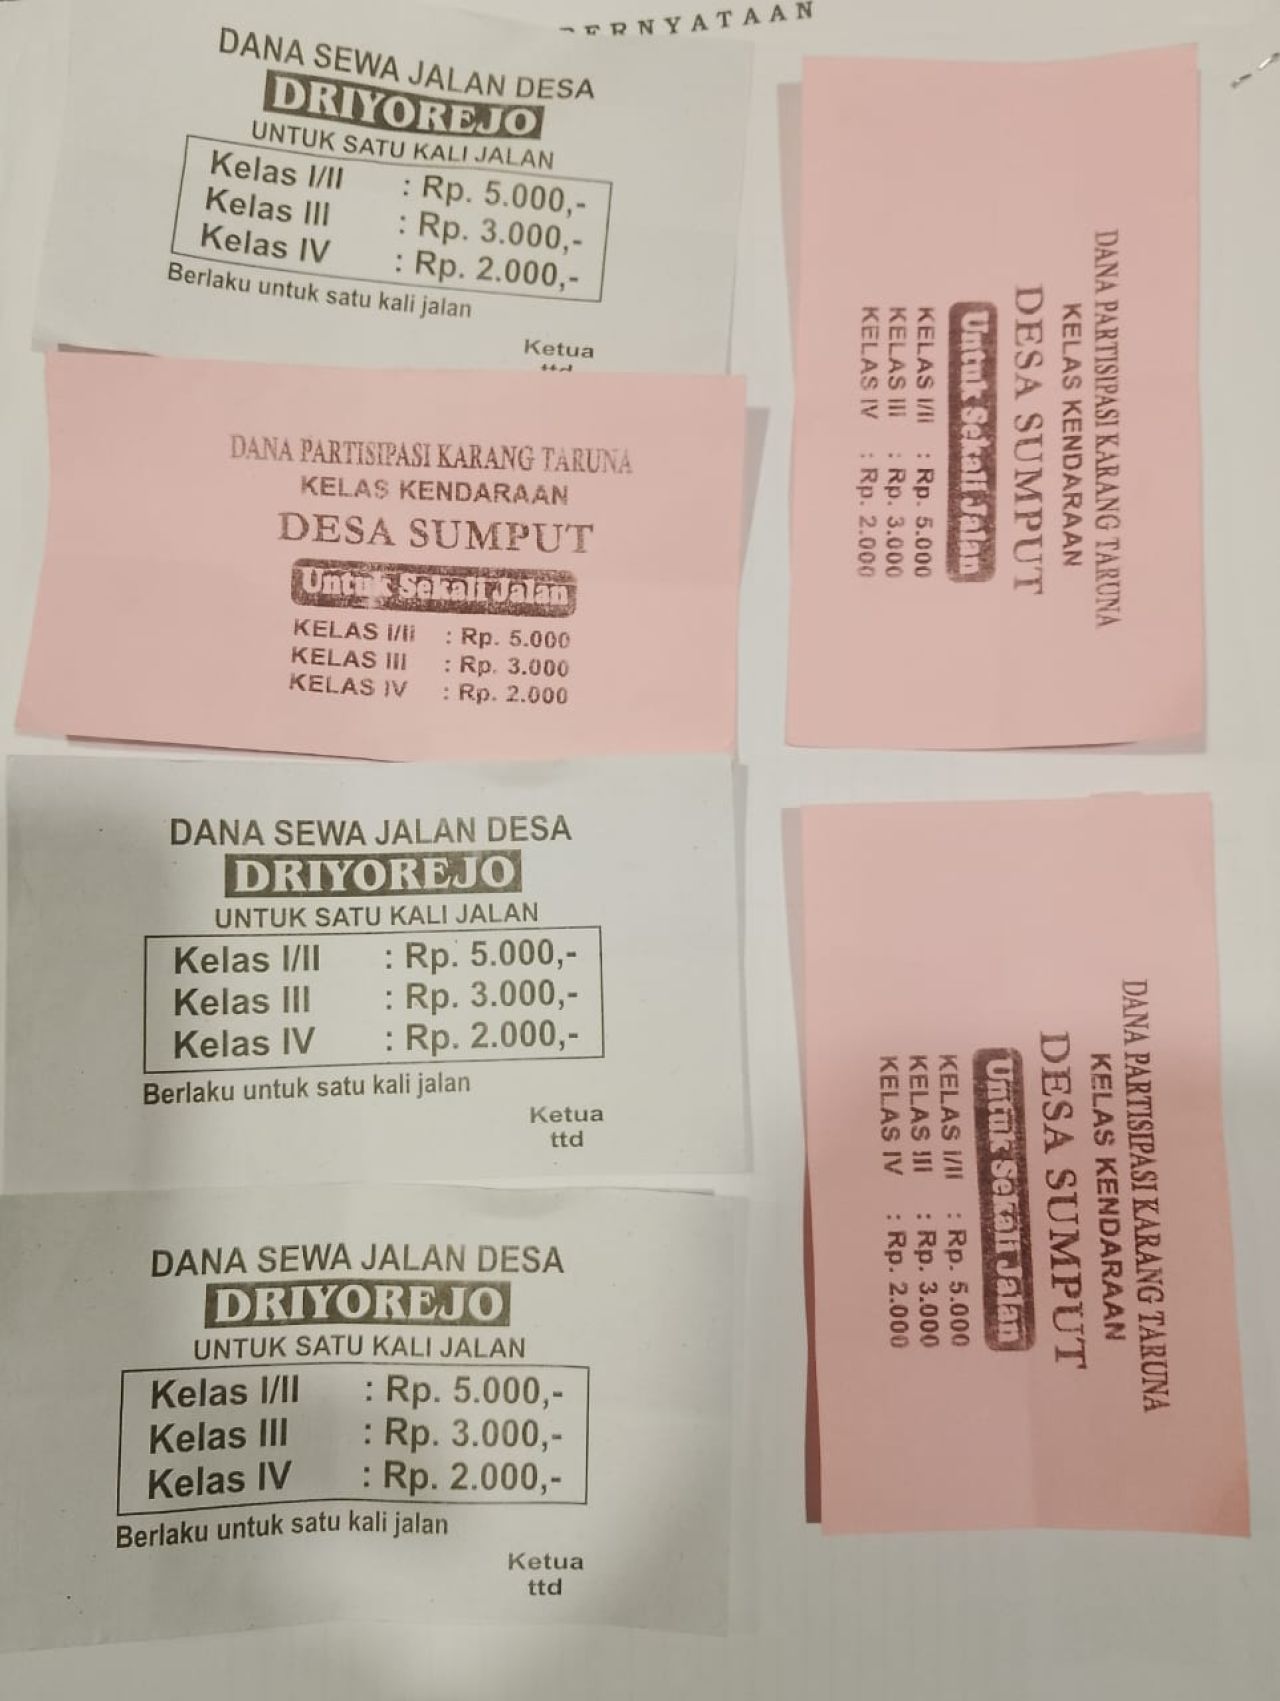 PERNYATAAN
DANA SEWA JALAN DESA
DRIYOREJO
UNTUK SATU KALI JALAN
Kelas I/II : Rp. 5.000,-
Kelas III : Rp. 3.000,-
Kelas IV : Rp. 2.000,-
Berlaku untuk satu kali jalan
Ketua
ttd
DANA PARTISIPASI KARANG TARUNA
KELAS KENDARAAN
DESA SUMPUT
Untuk Sekali Jalan
KELAS I/II : Rp. 5.000
KELAS III : Rp. 3.000
KELAS IV : Rp. 2.000
DANA SEWA JALAN DESA
DRIYOREJO
UNTUK SATU KALI JALAN
Kelas I/II : Rp. 5.000,-
Kelas III : Rp. 3.000,-
Kelas IV : Rp. 2.000,-
Berlaku untuk satu kali jalan
Ketua
ttd
DANA SEWA JALAN DESA
DRIYOREJO
UNTUK SATU KALI JALAN
Kelas I/II : Rp. 5.000,-
Kelas III : Rp. 3.000,-
Kelas IV : Rp. 2.000,-
Berlaku untuk satu kali jalan
Ketua
ttd
DANA PARTISIPASI KARANG TARUNA
KELAS KENDARAAN
DESA SUMPUT
Untuk Sekali Jalan
KELAS I/II : Rp. 5.000
KELAS III : Rp. 3.000
KELAS IV : Rp. 2.000
DANA PARTISIPASI KARANG TARUNA
KELAS KENDARAAN
DESA SUMPUT
Untuk Sekali Jalan
KELAS I/II : Rp. 5.000
KELAS III : Rp. 3.000
KELAS IV : Rp. 2.000